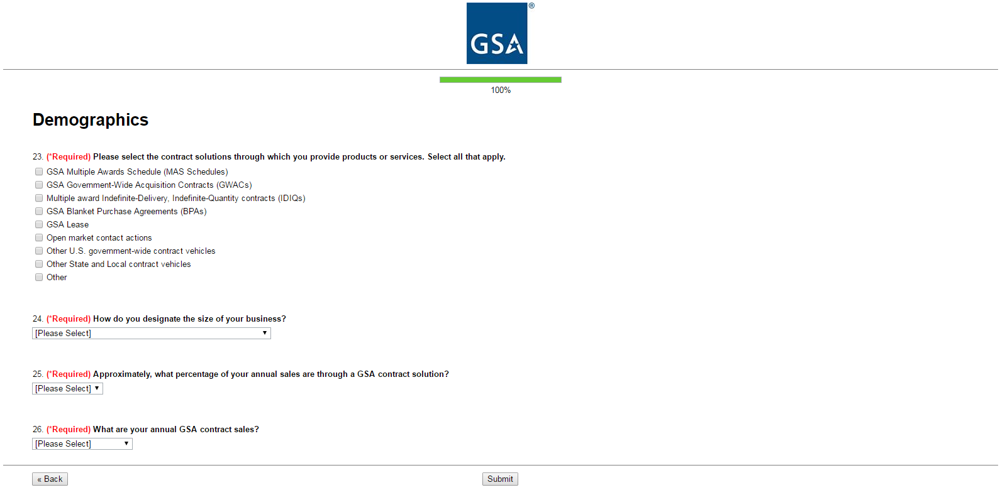 GSA ®
100%
Demographics
23. (*Required) Please select the contract solutions through which you provide products or services. Select all that apply.
GSA Multiple Awards Schedule (MAS Schedules)
GSA Government-Wide Acquisition Contracts (GWACs)
Multiple award Indefinite-Delivery, Indefinite-Quantity contracts (IDIQs)
GSA Blanket Purchase Agreements (BPAs)
GSA Lease
Open market contact actions
Other U.S. government-wide contract vehicles
Other State and Local contract vehicles
Other
24. (*Required) How do you designate the size of your business?
[Please Select]
25. (*Required) Approximately, what percentage of your annual sales are through a GSA contract solution?
[Please Select]
26. (*Required) What are your annual GSA contract sales?
[Please Select]
« Back Submit